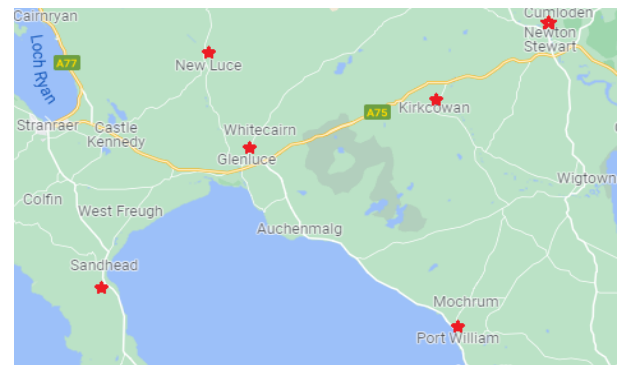 Cairnryan
Cumloden
Newton
Stewart
Loch Ryan
A77
New Luce
A75
Kirkcowan
Stranraer
Castle
Kennedy
Whitecairn
Glenluce
Wigtown
Colfin
West Freugh
Auchenmalg
Sandhead
Mochrum
Port William